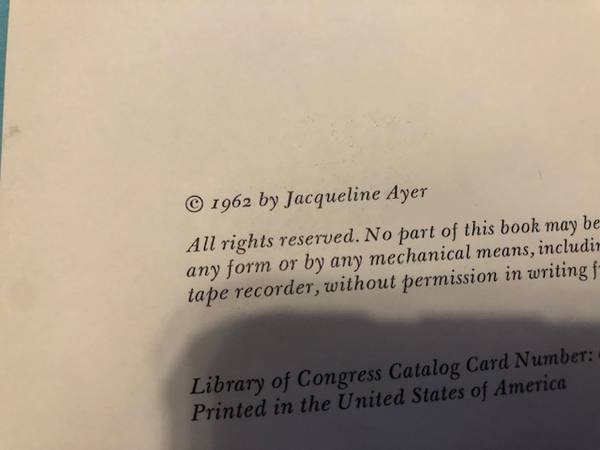 © 1962 by Jacqueline Ayer
All rights reserved. No part of this book may be
any form or by any mechanical means, includin
tape recorder, without permission in writing f
Library of Congress Catalog Card Number:
Printed in the United States of America